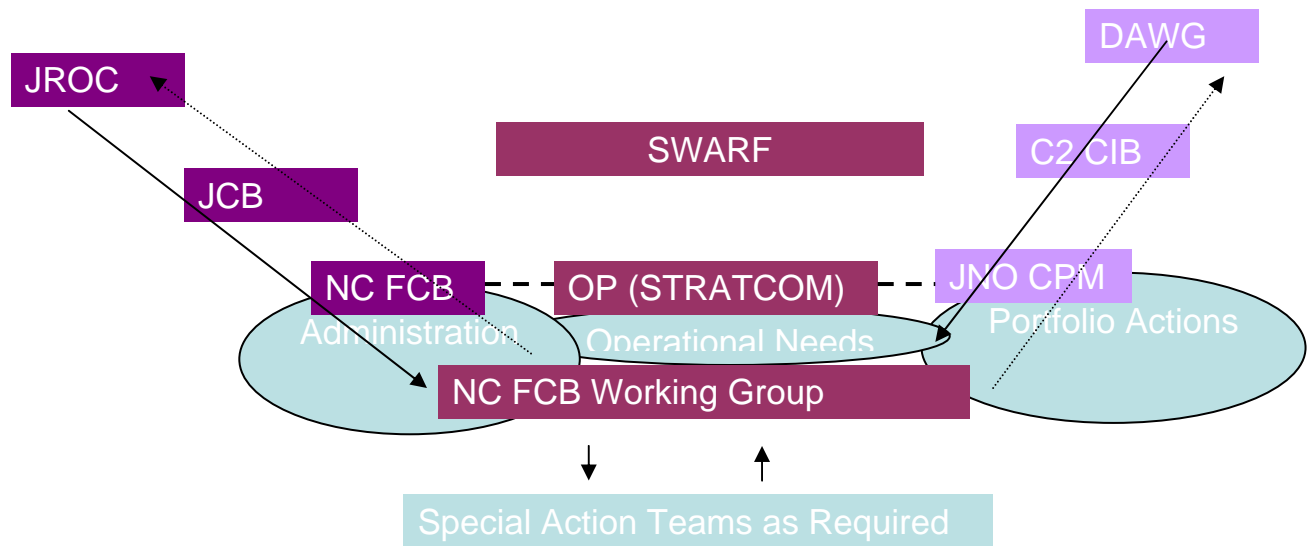 DAWG
JROC
SWARF
C2 CIB
JCB
NC FCB
OP (STRATCOM)
JNO CPM
Administration
Operational Needs
Portfolio Actions
NC FCB Working Group
Special Action Teams as Required